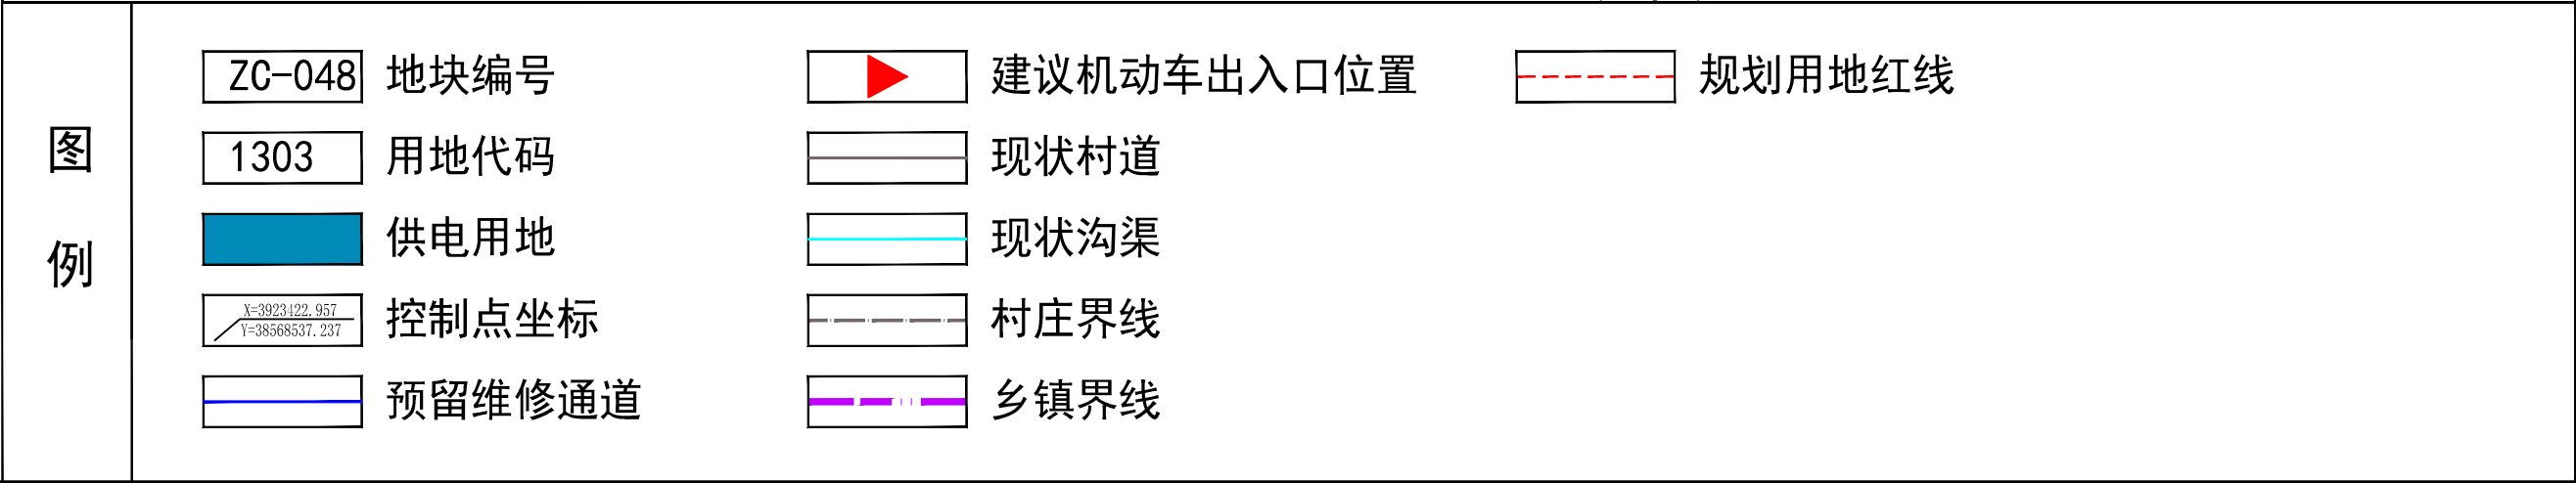 图例
ZC-048 地块编号
1303 用地代码
供电用地
X=3923422.957
Y=38568537.237
控制点坐标
预留维修通道
建议机动车出入口位置
现状村道
现状沟渠
村庄界线
乡镇界线
规划用地红线